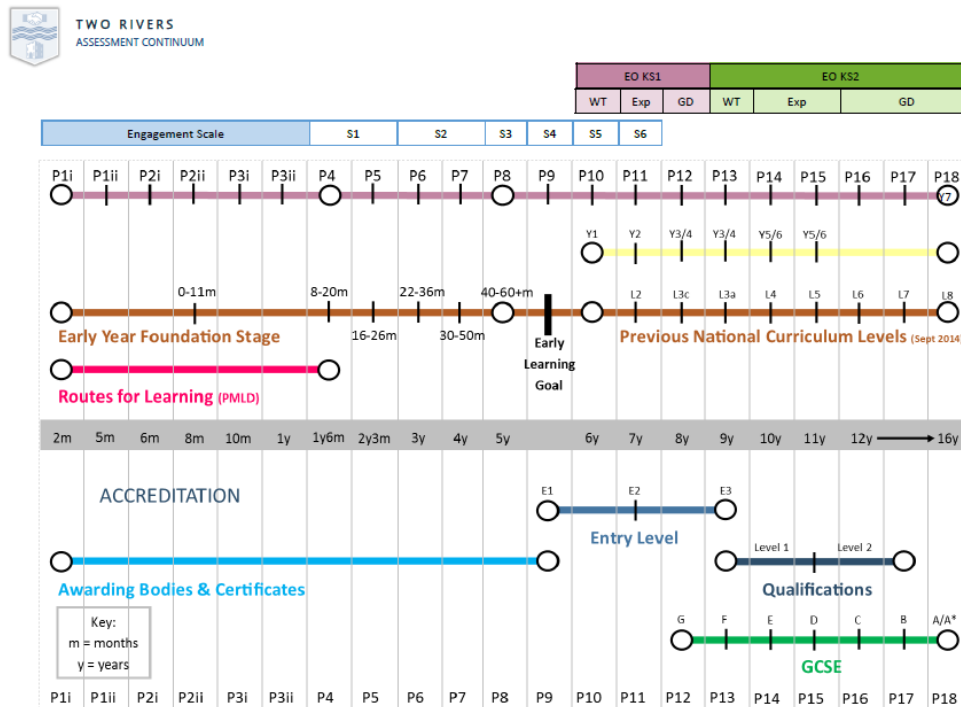 TWO RIVERS
ASSESSMENT CONTINUUM
EO KS1 EO KS2
WT Exp GD WT Exp GD
Engagement Scale S1 S2 S3 S4 S5 S6
P1i P1ii P2i P2ii P3i P3ii P4 P5 P6 P7 P8 P9 P10 P11 P12 P13 P14 P15 P16 P17 P18
Y7
Y1 Y2 Y3/4 Y3/4 Y5/6 Y5/6
0-11m 8-20m 22-36m 40-60+m L2 L3c L3a L4 L5 L6 L7 L8
16-26m 30-50m
Early Year Foundation Stage
Early
Learning
Goal
Previous National Curriculum Levels (Sept 2014)
Routes for Learning (PMLD)
2m 5m 6m 8m 10m 1y 1y6m 2y3m 3y 4y 5y 6y 7y 8y 9y 10y 11y 12y 16y
ACCREDITATION
E1 E2 E3
Entry Level
Level 1 Level 2
Awarding Bodies & Certificates
Qualifications
Key:
m = months
y = years
G F E D C B A/A*
GCSE
P1i P1ii P2i P2ii P3i P3ii P4 P5 P6 P7 P8 P9 P10 P11 P12 P13 P14 P15 P16 P17 P18